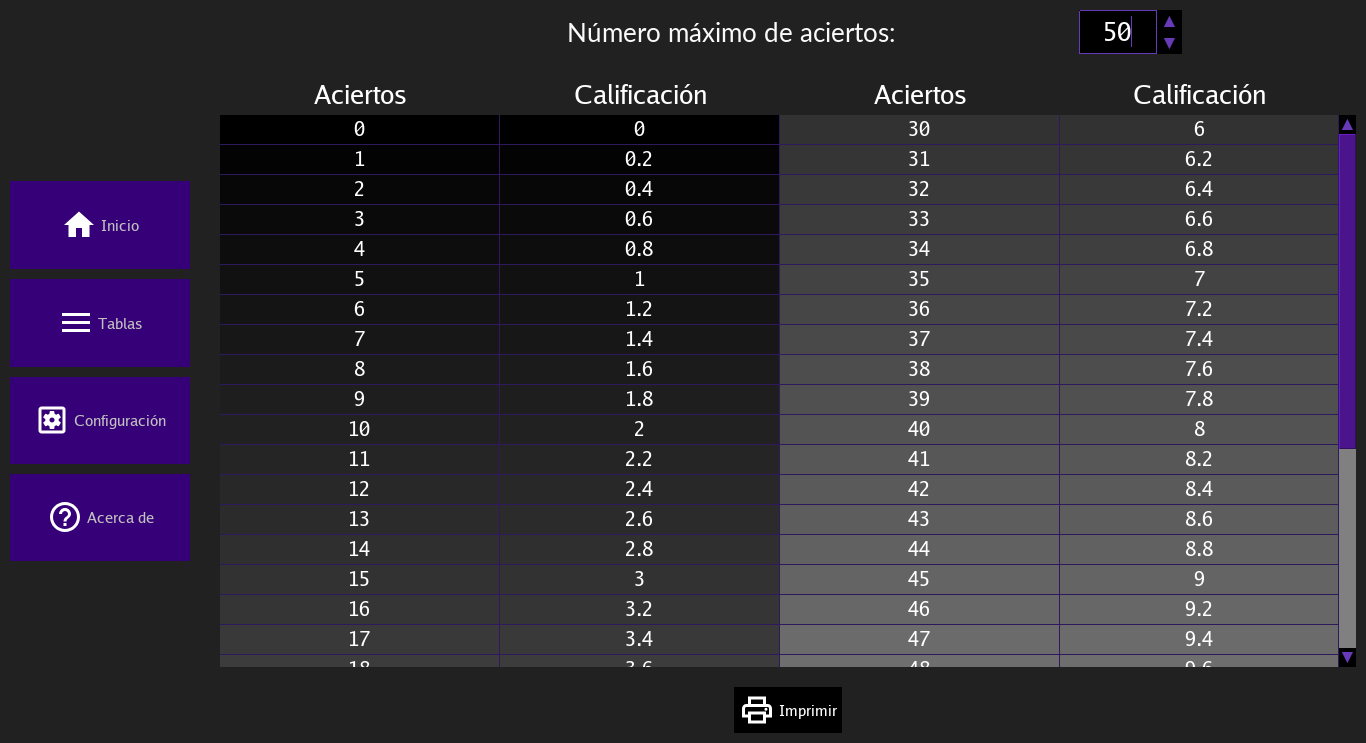 Número máximo de aciertos: 50
Aciertos Calificación Aciertos Calificación
0 0 30 6
1 0.2 31 6.2
2 0.4 32 6.4
3 0.6 33 6.6
4 0.8 34 6.8
5 1 35 7
6 1.2 36 7.2
7 1.4 37 7.4
8 1.6 38 7.6
9 1.8 39 7.8
10 2 40 8
11 2.2 41 8.2
12 2.4 42 8.4
13 2.6 43 8.6
14 2.8 44 8.8
15 3 45 9
16 3.2 46 9.2
17 3.4 47 9.4
18 3.6 48 9.6
Inicio
Tablas
Configuración
Acerca de
Imprimir